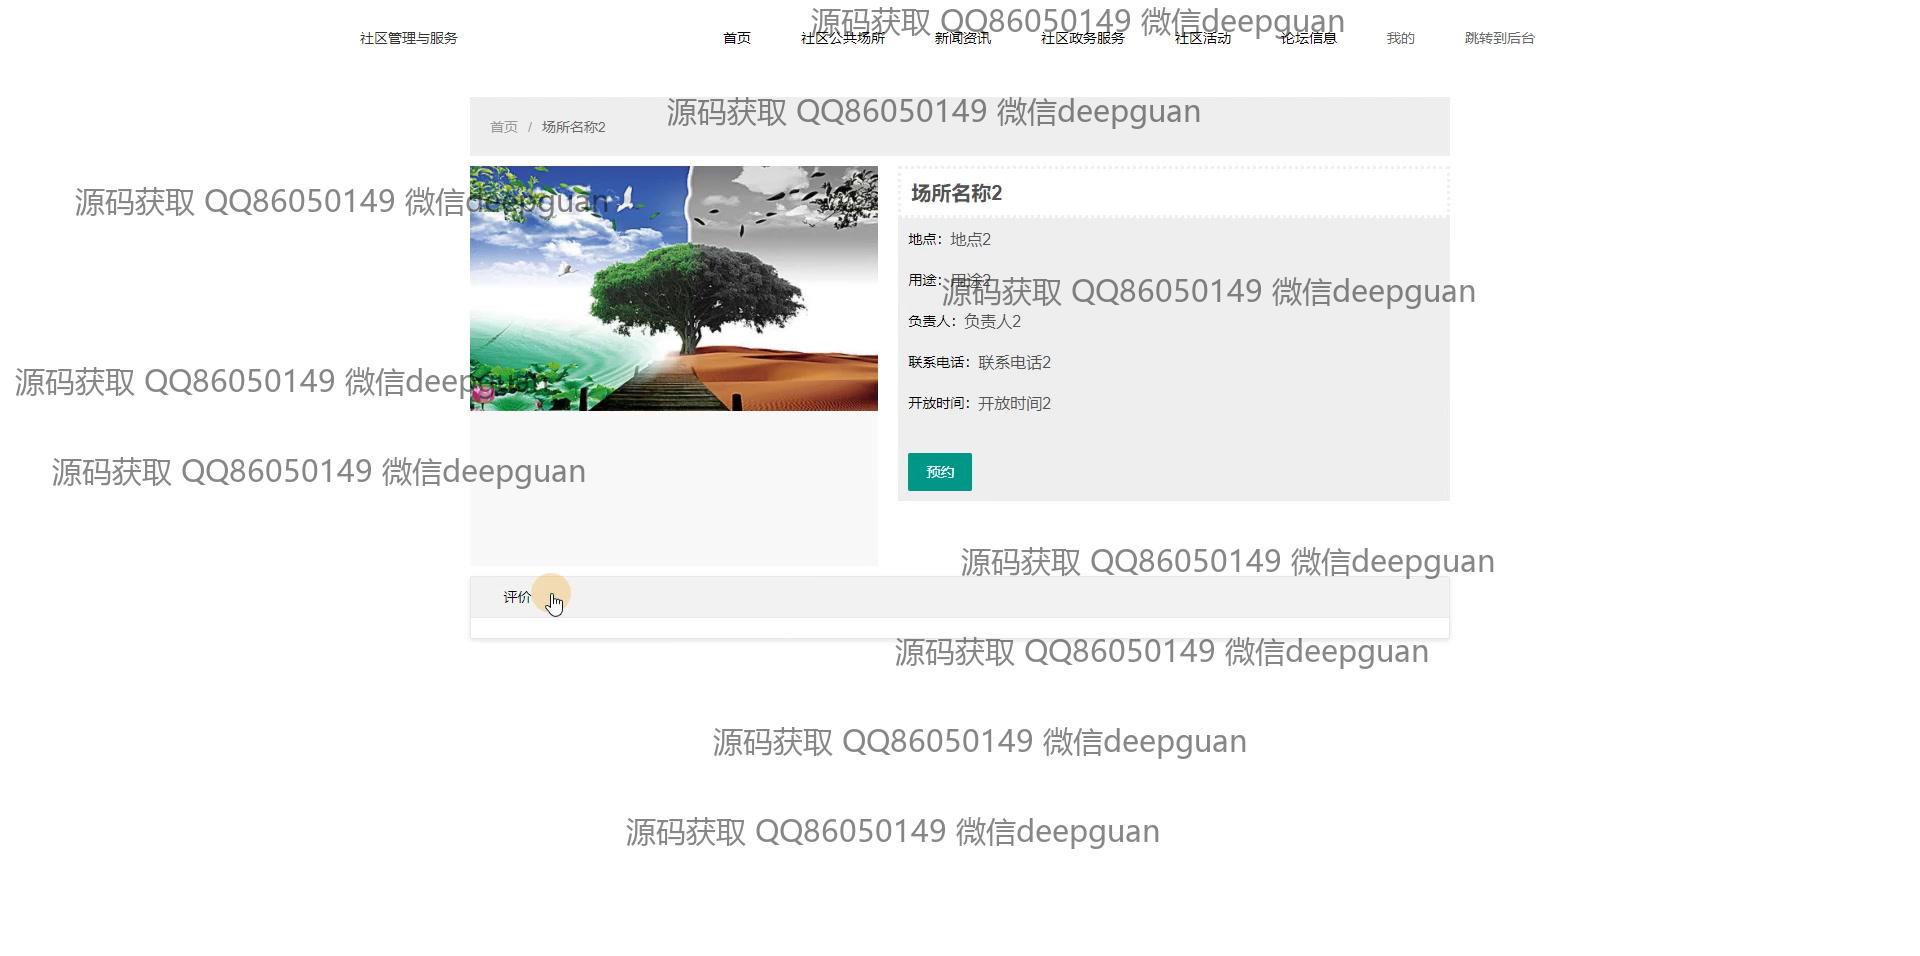 源码获取 QQ86050149 微信deepguan
社区管理与服务 首页 社区公共场所 新闻资讯 社区政务服务 社区活动 论坛信息 我的 跳转到后台
源码获取 QQ86050149 微信deepguan
首页 / 场所名称2
源码获取 QQ86050149 微信deepguan
场所名称2
地点：地点2
用途：用途2
源码获取 QQ86050149 微信deepguan
负责人：负责人2
联系电话：联系电话2
源码获取 QQ86050149 微信deepguan
开放时间：开放时间2
源码获取 QQ86050149 微信deepguan
预约
源码获取 QQ86050149 微信deepguan
评价
源码获取 QQ86050149 微信deepguan
源码获取 QQ86050149 微信deepguan
源码获取 QQ86050149 微信deepguan